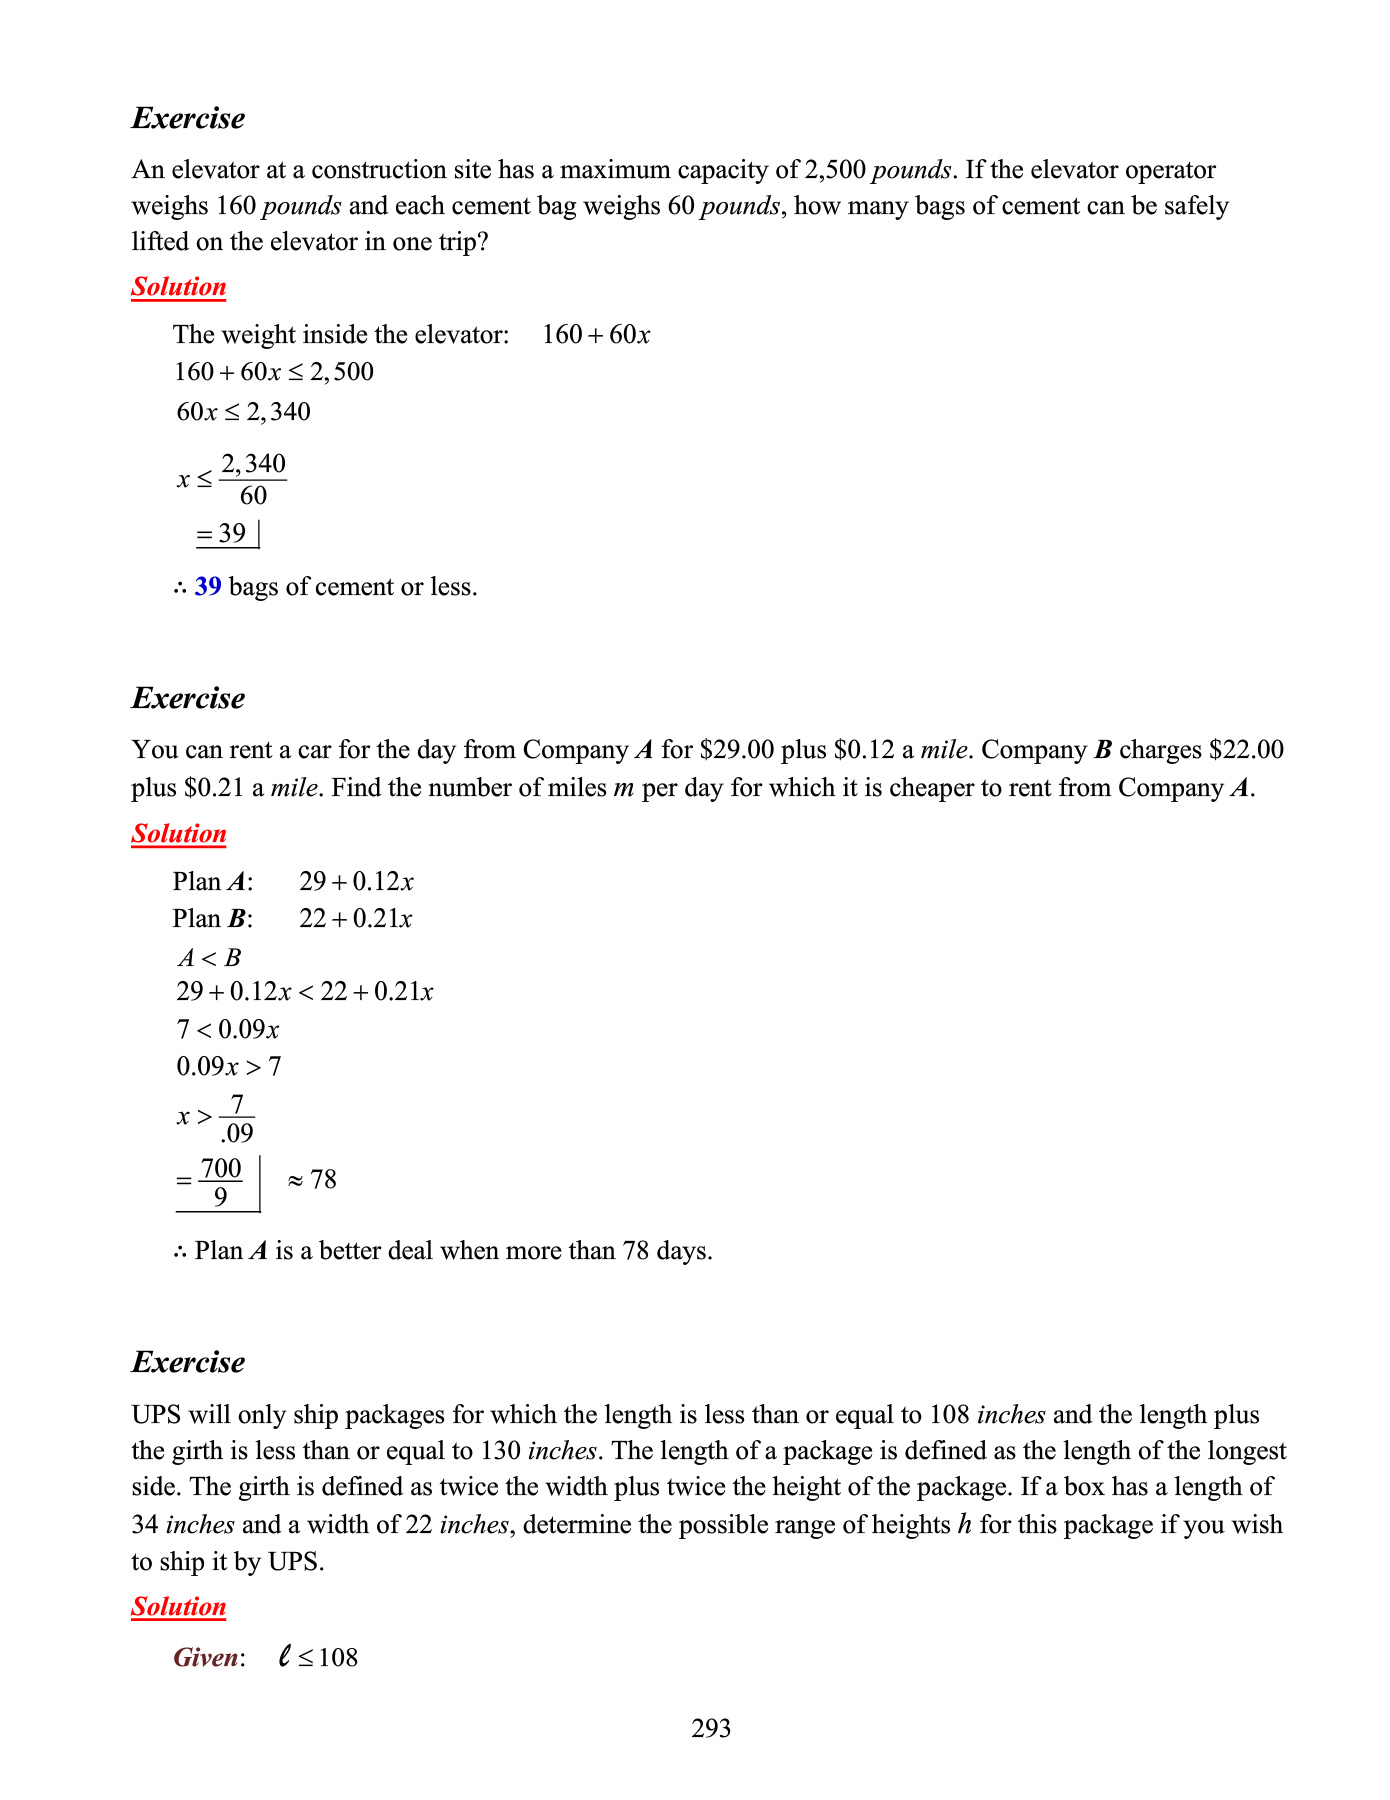 Exercise
An elevator at a construction site has a maximum capacity of 2,500 pounds. If the elevator operator
weighs 160 pounds and each cement bag weighs 60 pounds, how many bags of cement can be safely
lifted on the elevator in one trip?
Solution
The weight inside the elevator: 160 + 60x
160 + 60x ≤ 2,500
60x ≤ 2,340
x ≤ 2,340/60
= 39
∴ 39 bags of cement or less.
Exercise
You can rent a car for the day from Company A for $29.00 plus $0.12 a mile. Company B charges $22.00
plus $0.21 a mile. Find the number of miles m per day for which it is cheaper to rent from Company A.
Solution
Plan A: 29 + 0.12x
Plan B: 22 + 0.21x
A < B
29 + 0.12x < 22 + 0.21x
7 < 0.09x
0.09x > 7
x > 7/.09
= 700/9 ≈ 78
∴ Plan A is a better deal when more than 78 days.
Exercise
UPS will only ship packages for which the length is less than or equal to 108 inches and the length plus
the girth is less than or equal to 130 inches. The length of a package is defined as the length of the longest
side. The girth is defined as twice the width plus twice the height of the package. If a box has a length of
34 inches and a width of 22 inches, determine the possible range of heights h for this package if you wish
to ship it by UPS.
Solution
Given: ℓ ≤ 108
293